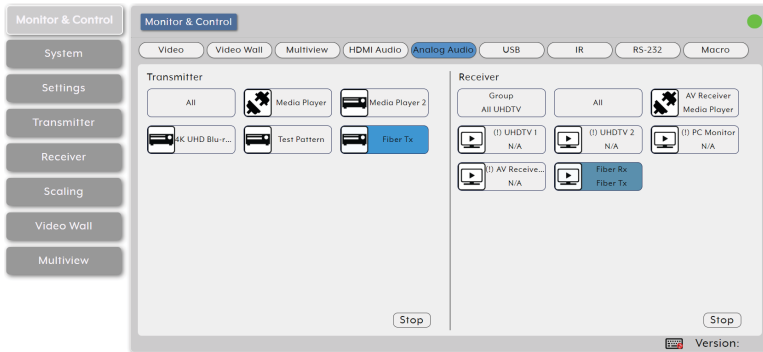 Monitor & Control
System
Settings
Transmitter
Receiver
Scaling
Video Wall
Multiview
Monitor & Control
Video
Video Wall
Multiview
HDMI Audio
Analog Audio
USB
IR
RS-232
Macro
Transmitter
All
Media Player
Media Player 2
4K UHD Blu-r...
Test Pattern
Fiber Tx
Stop
Receiver
Group
All UHDTV
All
AV Receiver
Media Player
(!) UHDTV 1
N/A
(!) UHDTV 2
N/A
(!) PC Monitor
N/A
(!) AV Receive...
N/A
Fiber Rx
Fiber Tx
Stop
Version: